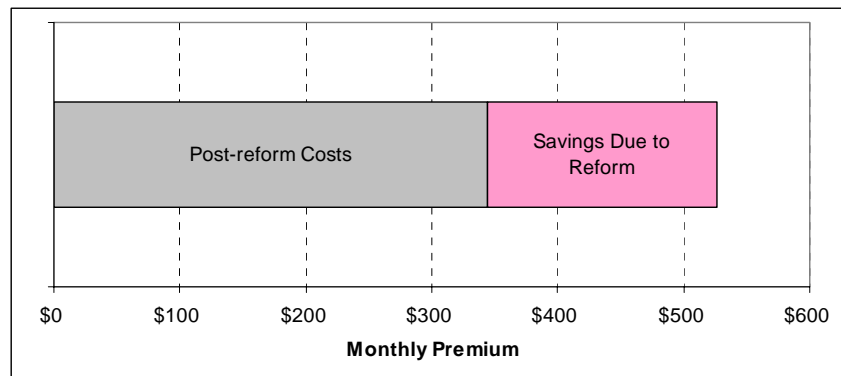 Post-reform Costs
Savings Due to
Reform
$0 $100 $200 $300 $400 $500 $600
Monthly Premium